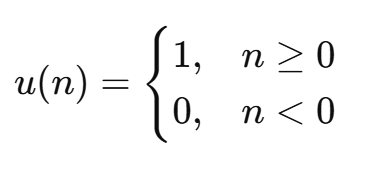 u(n) = { 1, n ≥ 0
0, n < 0